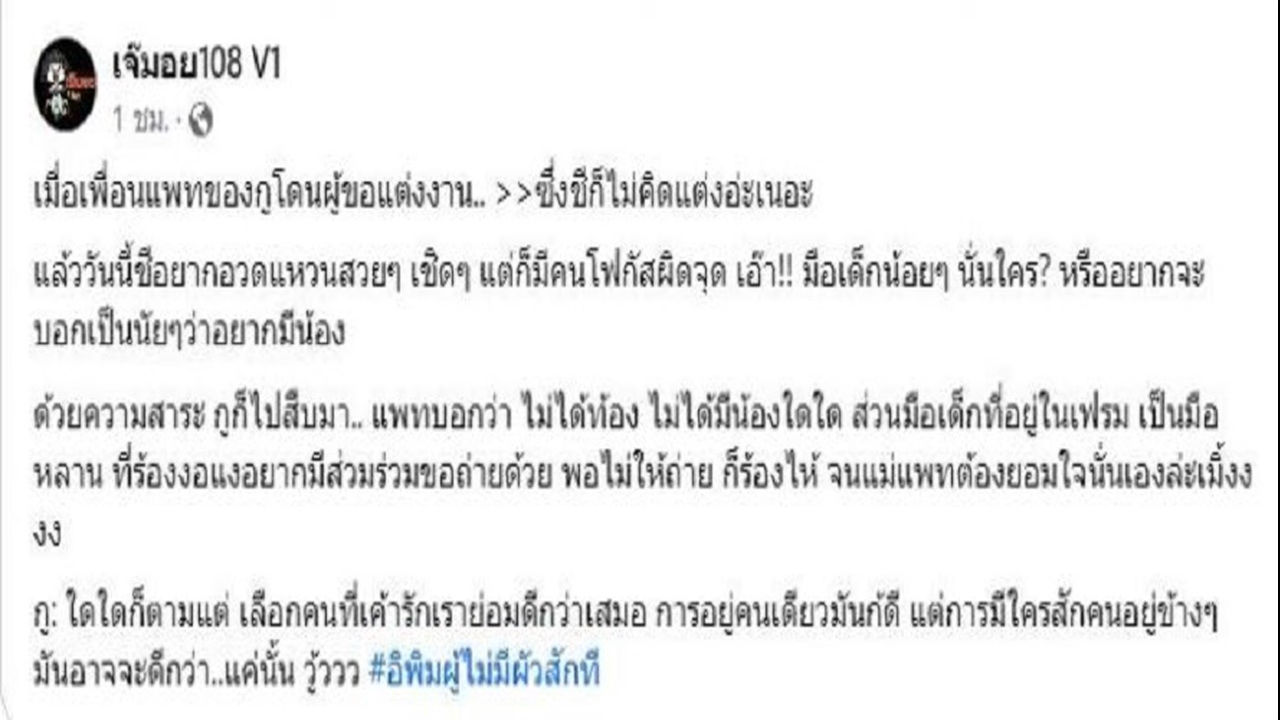 เจ๊มอย108 V1
1 ชม. ·
เมื่อเพื่อนแพทของกูโดนผู้ขอแต่งงาน.. >>ซึ่งชีก็ไม่คิดแต่งอ่ะเนอะ
แล้ววันนี้ชีอยากอวดแหวนสวยๆ เชิดๆ แต่ก็มีคนโฟกัสผิดจุด เอ๊า!! มือเด็กน้อยๆ นั่นใคร? หรืออยากจะ
บอกเป็นนัยๆว่าอยากมีน้อง
ด้วยความสาระ กูก็ไปสืบมา.. แพทบอกว่า ไม่ได้ท้อง ไม่ได้มีน้องใดใด ส่วนมือเด็กที่อยู่ในเฟรม เป็นมือ
หลาน ที่ร้องงอแงอยากมีส่วมร่วมขอถ่ายด้วย พอไม่ให้ถ่าย ก็ร้องไห้ จนแม่แพทต้องยอมใจนั่นเองล่ะเมิ้งง
งง
กู: ใดใดก็ตามแต่ เลือกคนที่เค้ารักเราย่อมดีกว่าเสมอ การอยู่คนเดียวมันก้ดี แต่การมีใครสักคนอยู่ข้างๆ
มันอาจจะดีกว่า..แค่นั้น วู้ววว #อิพิมผู้ไม่มีผัวสักที